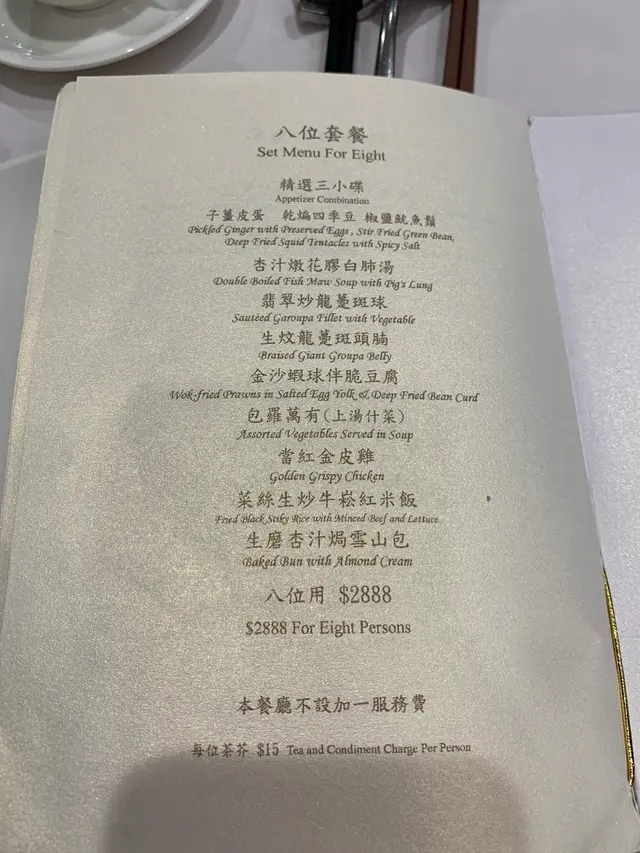 八位套餐
Set Menu For Eight
精選三小碟
Appetizer Combination
子薑皮蛋 乾煸四季豆 椒鹽魷魚鬚
Pickled Ginger with Preserved Eggs , Stir Fried Green Bean,
Deep Fried Squid Tentacles with Spicy Salt
杏汁燉花膠白肺湯
Double Boiled Fish Maw Soup with Pig's Lung
翡翠炒龍躉斑球
Sautéed Garoupa Fillet with Vegetable
生炆龍躉斑頭腩
Braised Giant Groupa Belly
金沙蝦球伴脆豆腐
Wok-fried Prawns in Salted Egg Yolk & Deep Fried Bean Curd
包羅萬有(上湯什菜)
Assorted Vegetables Served in Soup
當紅金皮雞
Golden Grispy Chicken
菜絲生炒牛崧紅米飯
Fried Black Stiky Rice with Minced Beef and Lettuce
生磨杏汁焗雪山包
Baked Bun with Almond Cream
八位用 $2888
$2888 For Eight Persons
本餐廳不設加一服務費
每位茶芥 $15 Tea and Condiment Charge Per Person